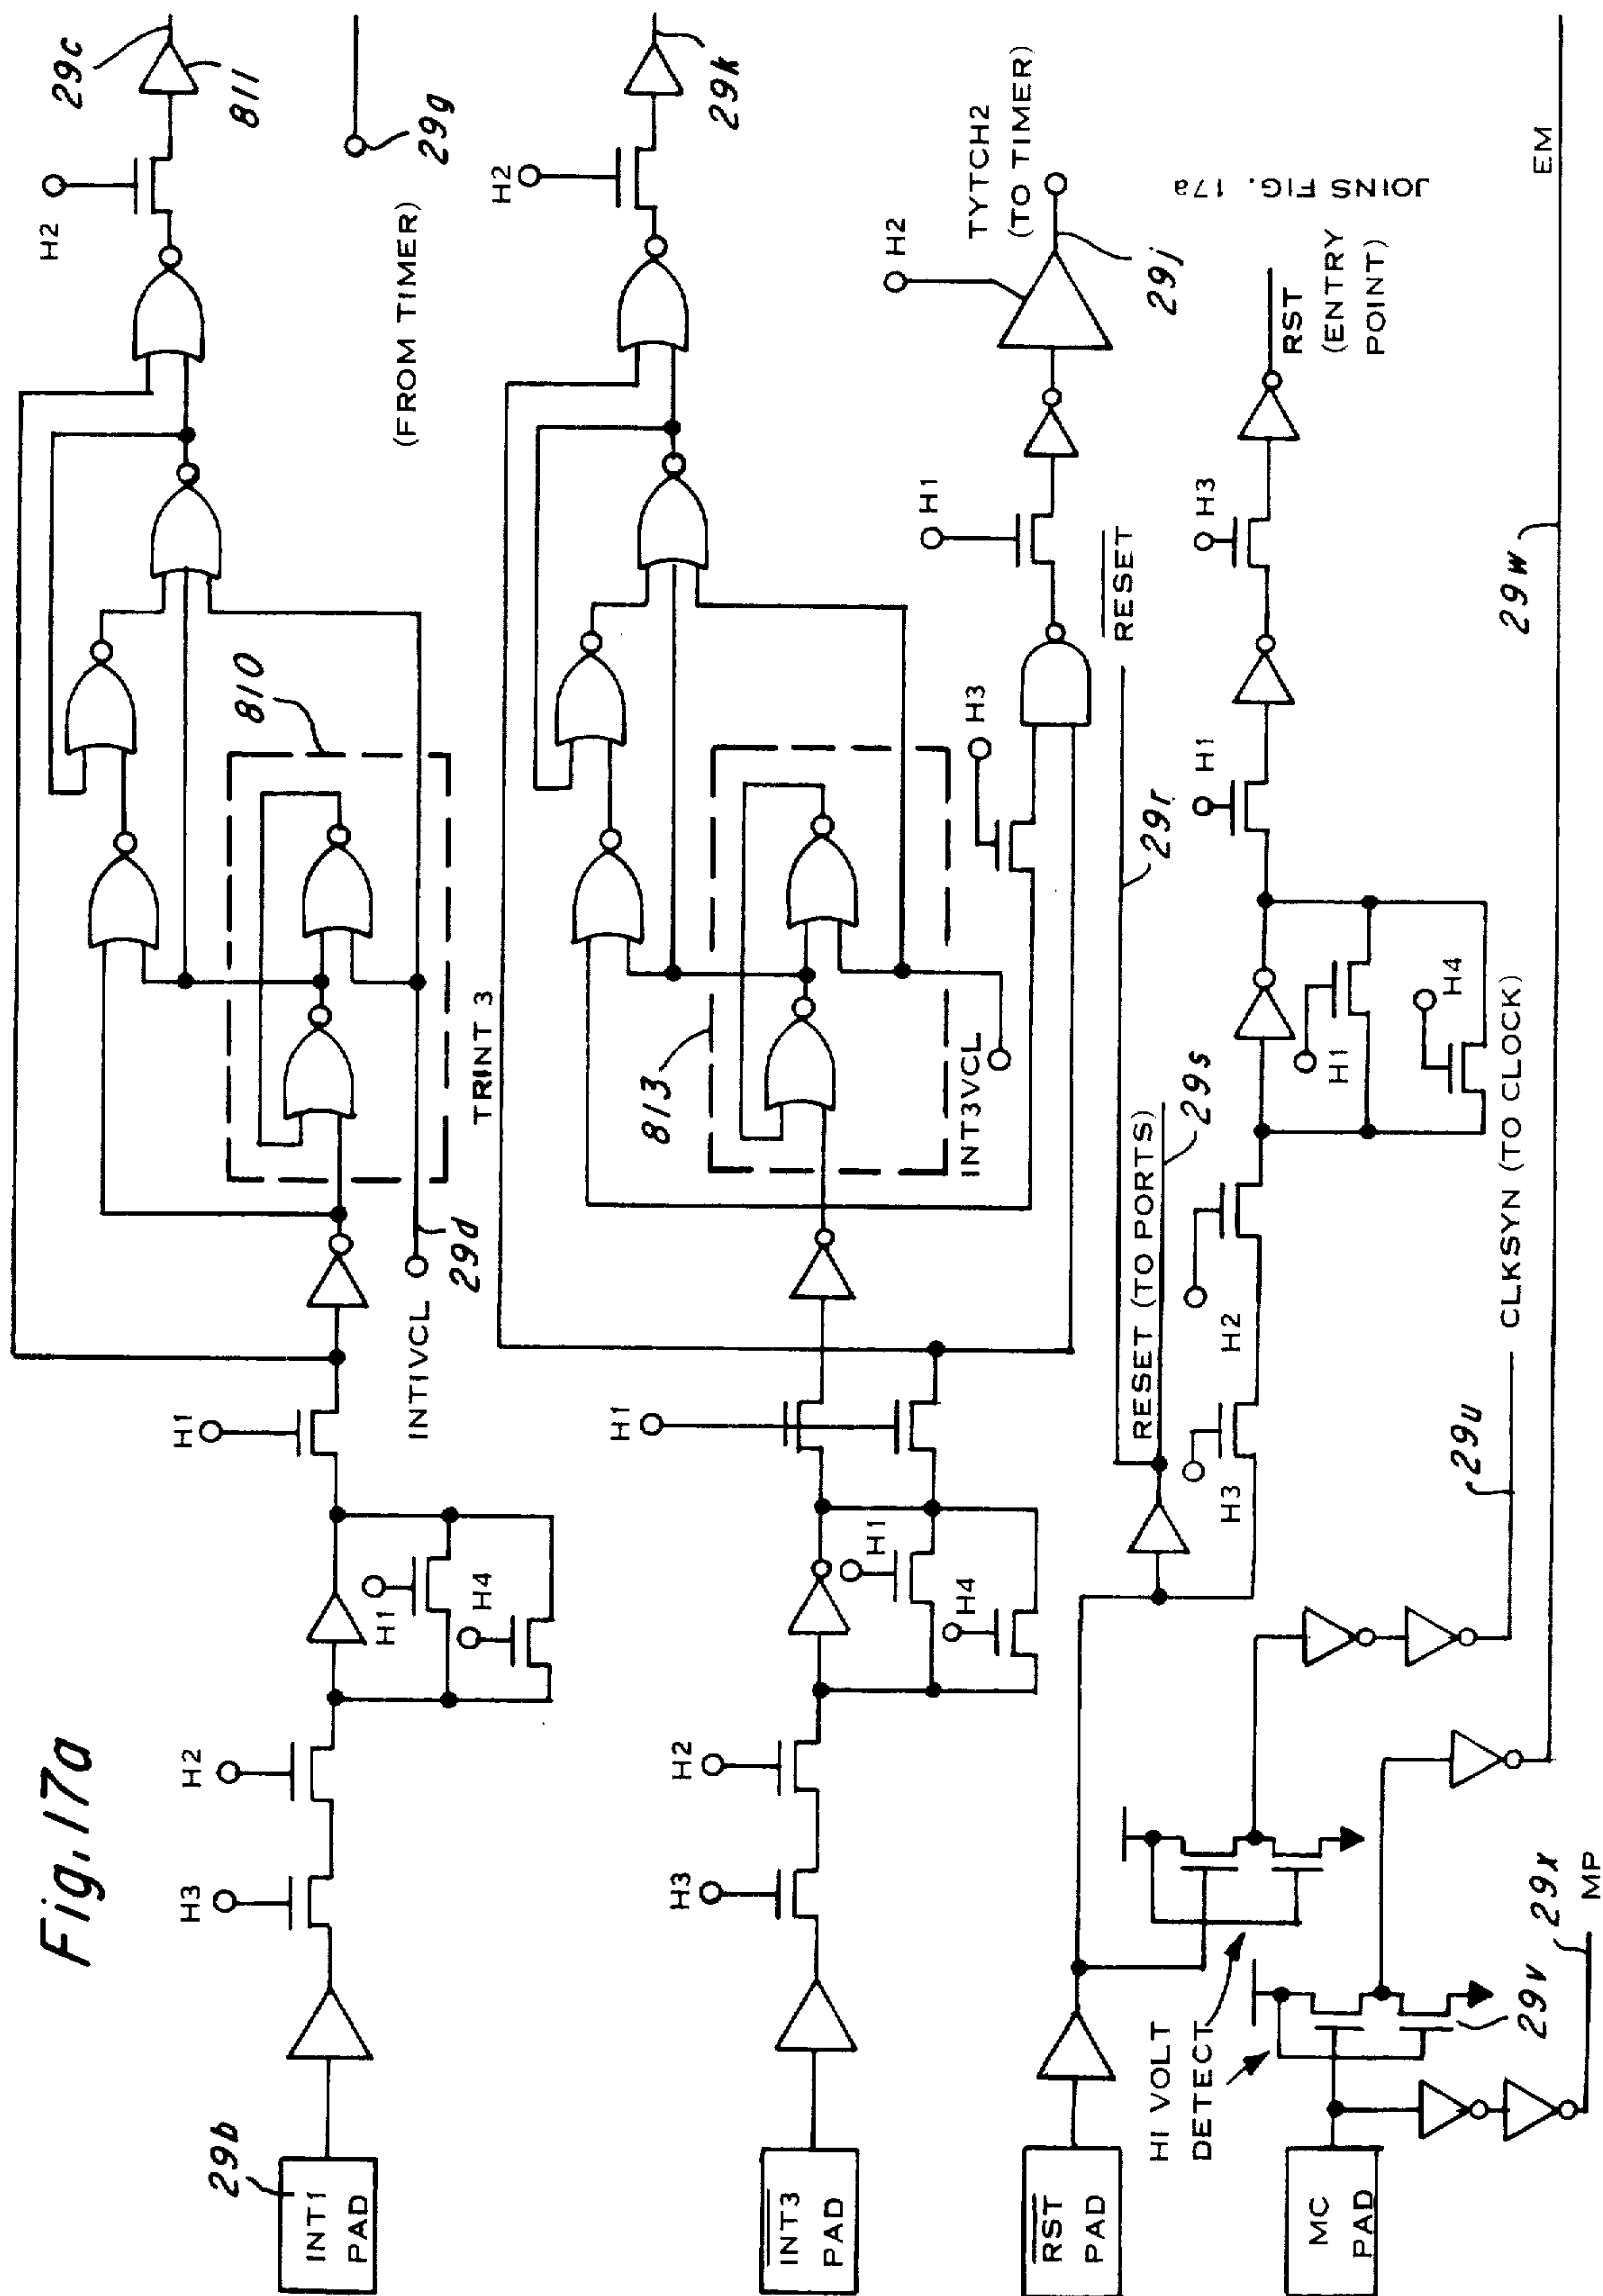 Fig. 17a
29b
INT1
PAD
H3
H2
H1
H4
H1
INTIVCL
29d
810
H2
29c
811
(FROM TIMER)
29g
INT3
PAD
H3
H2
H1
H4
H1
TRINT 3
813
INT3VCL
H2
29k
H3
H1
H2
TYTCH2
(TO TIMER)
29j
RST
PAD
RESET (TO PORTS)
29s
RESET
29r
H3
H2
H1
H4
H1
H3
RST
(ENTRY
POINT)
JOINS FIG. 17a
HI VOLT
DETECT
29u
CLKSYN (TO CLOCK)
MC
PAD
29v
29x
MP
29w
EM